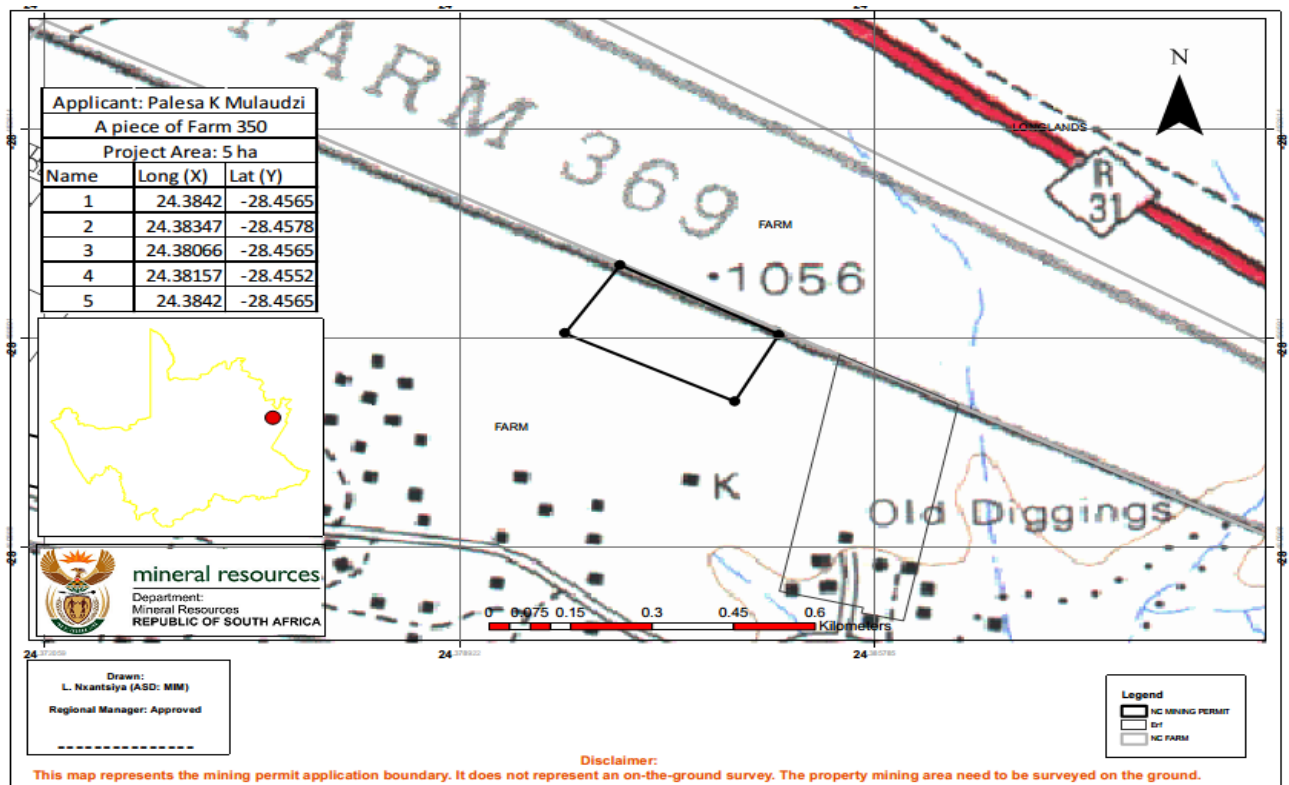 Applicant: Palesa K Mulaudzi
A piece of Farm 350
Project Area: 5 ha
Name Long (X) Lat (Y)
1 24.3842 -28.4565
2 24.38347 -28.4578
3 24.38066 -28.4565
4 24.38157 -28.4552
5 24.3842 -28.4565
FARM 369
FARM
1056
LONGLANDS
R
31
N
FARM
K
Old Diggings
mineral resources
Department:
Mineral Resources
REPUBLIC OF SOUTH AFRICA
0 0.075 0.15 0.3 0.45 0.6
Kilometers
24.372059 24.378922 24.385785
Drawn:
L. Nxantsiya (ASD: MIM)
Regional Manager: Approved
Legend
NC MINING PERMIT
Erf
NC FARM
Disclaimer:
This map represents the mining permit application boundary. It does not represent an on-the-ground survey. The property mining area need to be surveyed on the ground.